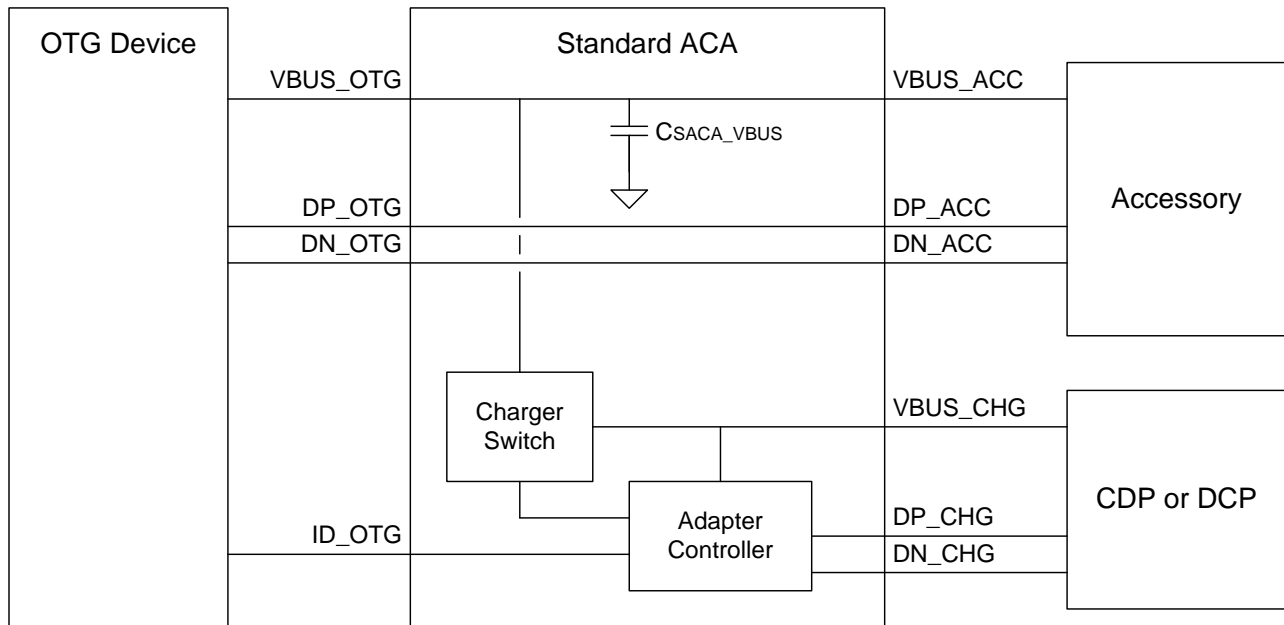 OTG Device
Standard ACA
VBUS_OTG
VBUS_ACC
CSACA_VBUS
DP_OTG
DP_ACC
Accessory
DN_OTG
DN_ACC
Charger
Switch
VBUS_CHG
CDP or DCP
Adapter
Controller
DP_CHG
ID_OTG
DN_CHG